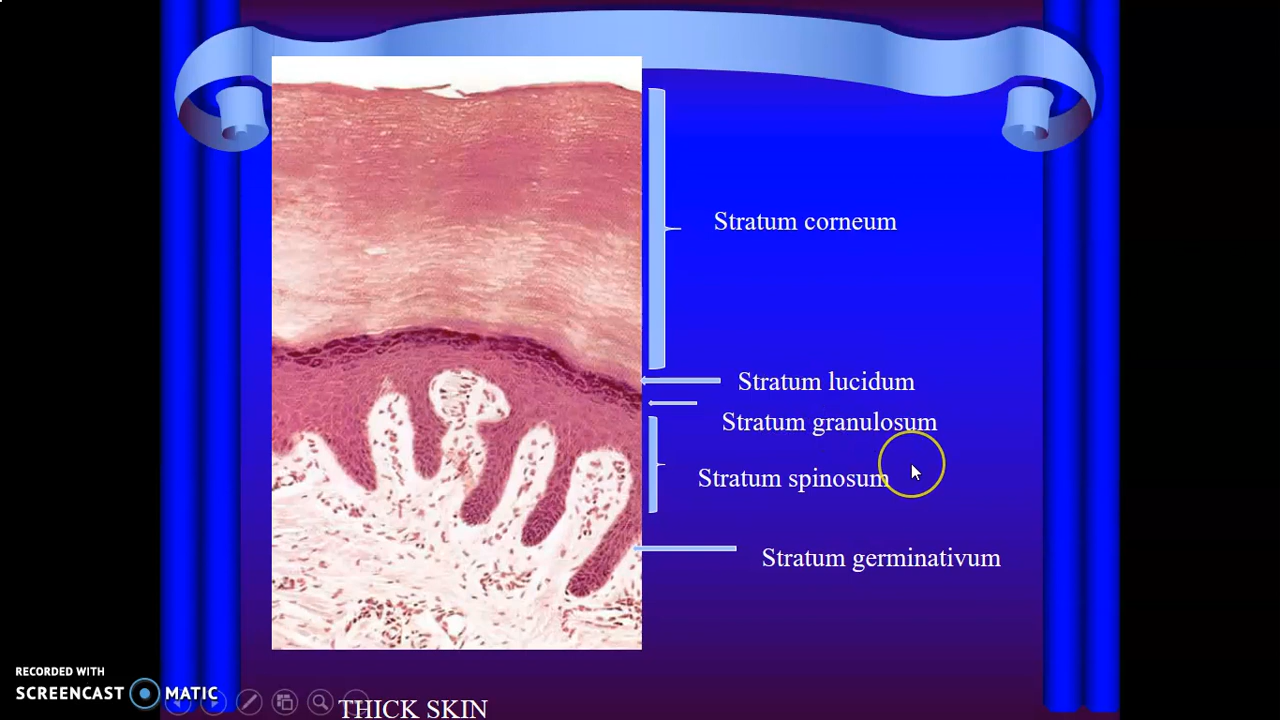 Stratum corneum
Stratum lucidum
Stratum granulosum
Stratum spinosum
Stratum germinativum
RECORDED WITH
SCREENCAST MATIC
THICK SKIN